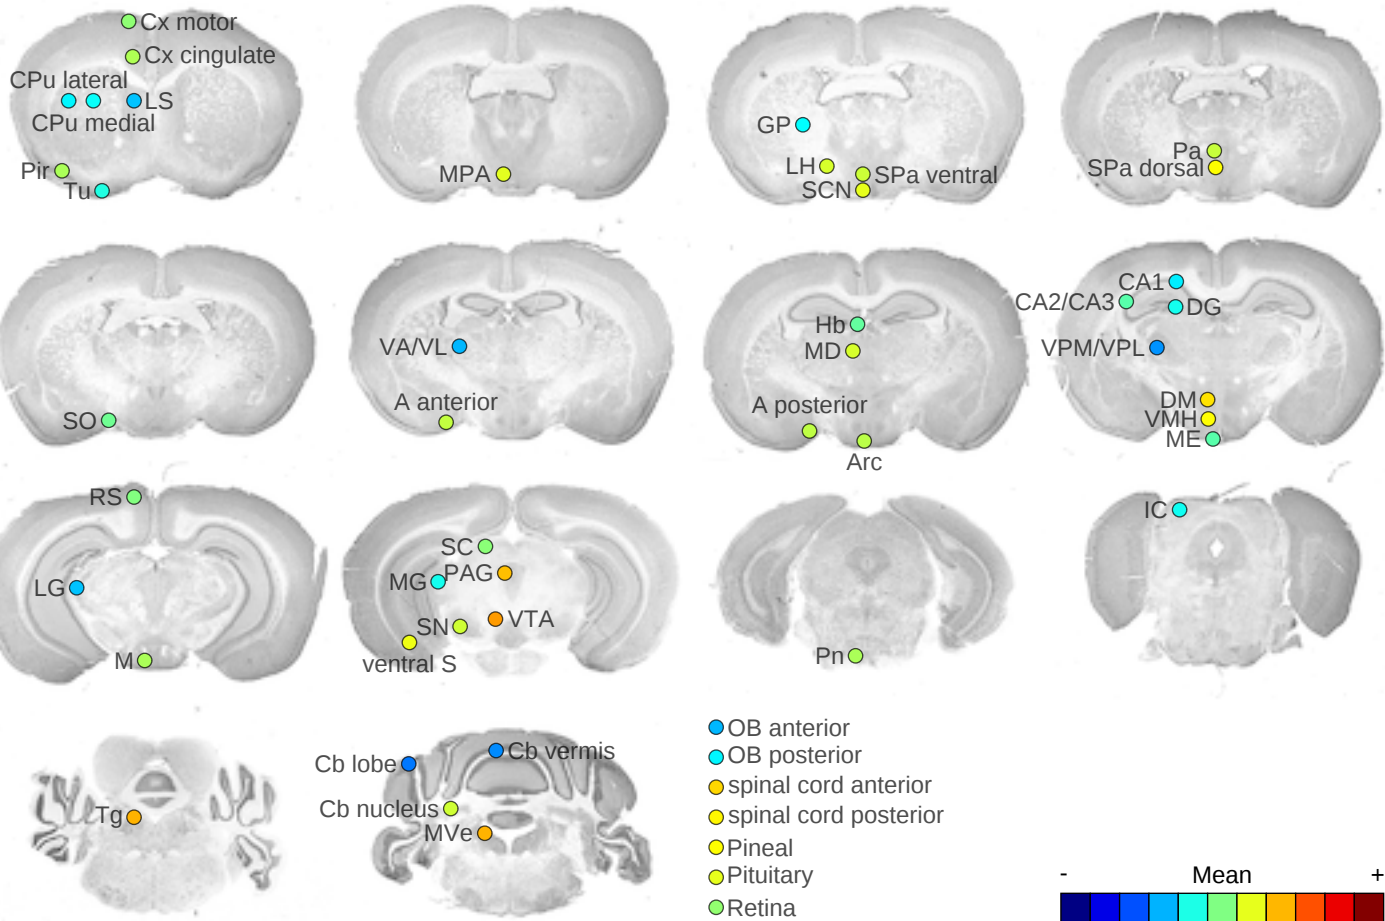 Cx motor
Cx cingulate
CPu lateral
LS
CPu medial
Pir
Tu
MPA
GP
LH
SPa ventral
SCN
Pa
SPa dorsal
SO
VA/VL
A anterior
Hb
MD
A posterior
Arc
CA1
CA2/CA3
DG
VPM/VPL
DM
VMH
ME
RS
LG
M
SC
PAG
MG
VTA
SN
ventral S
Pn
IC
Tg
Cb lobe
Cb vermis
Cb nucleus
MVe
OB anterior
OB posterior
spinal cord anterior
spinal cord posterior
Pineal
Pituitary
Retina
- Mean +